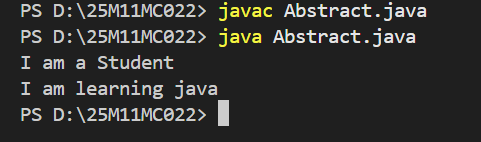 PS D:\25M11MC022> javac Abstract.java
PS D:\25M11MC022> java Abstract.java
I am a Student
I am learning java
PS D:\25M11MC022>